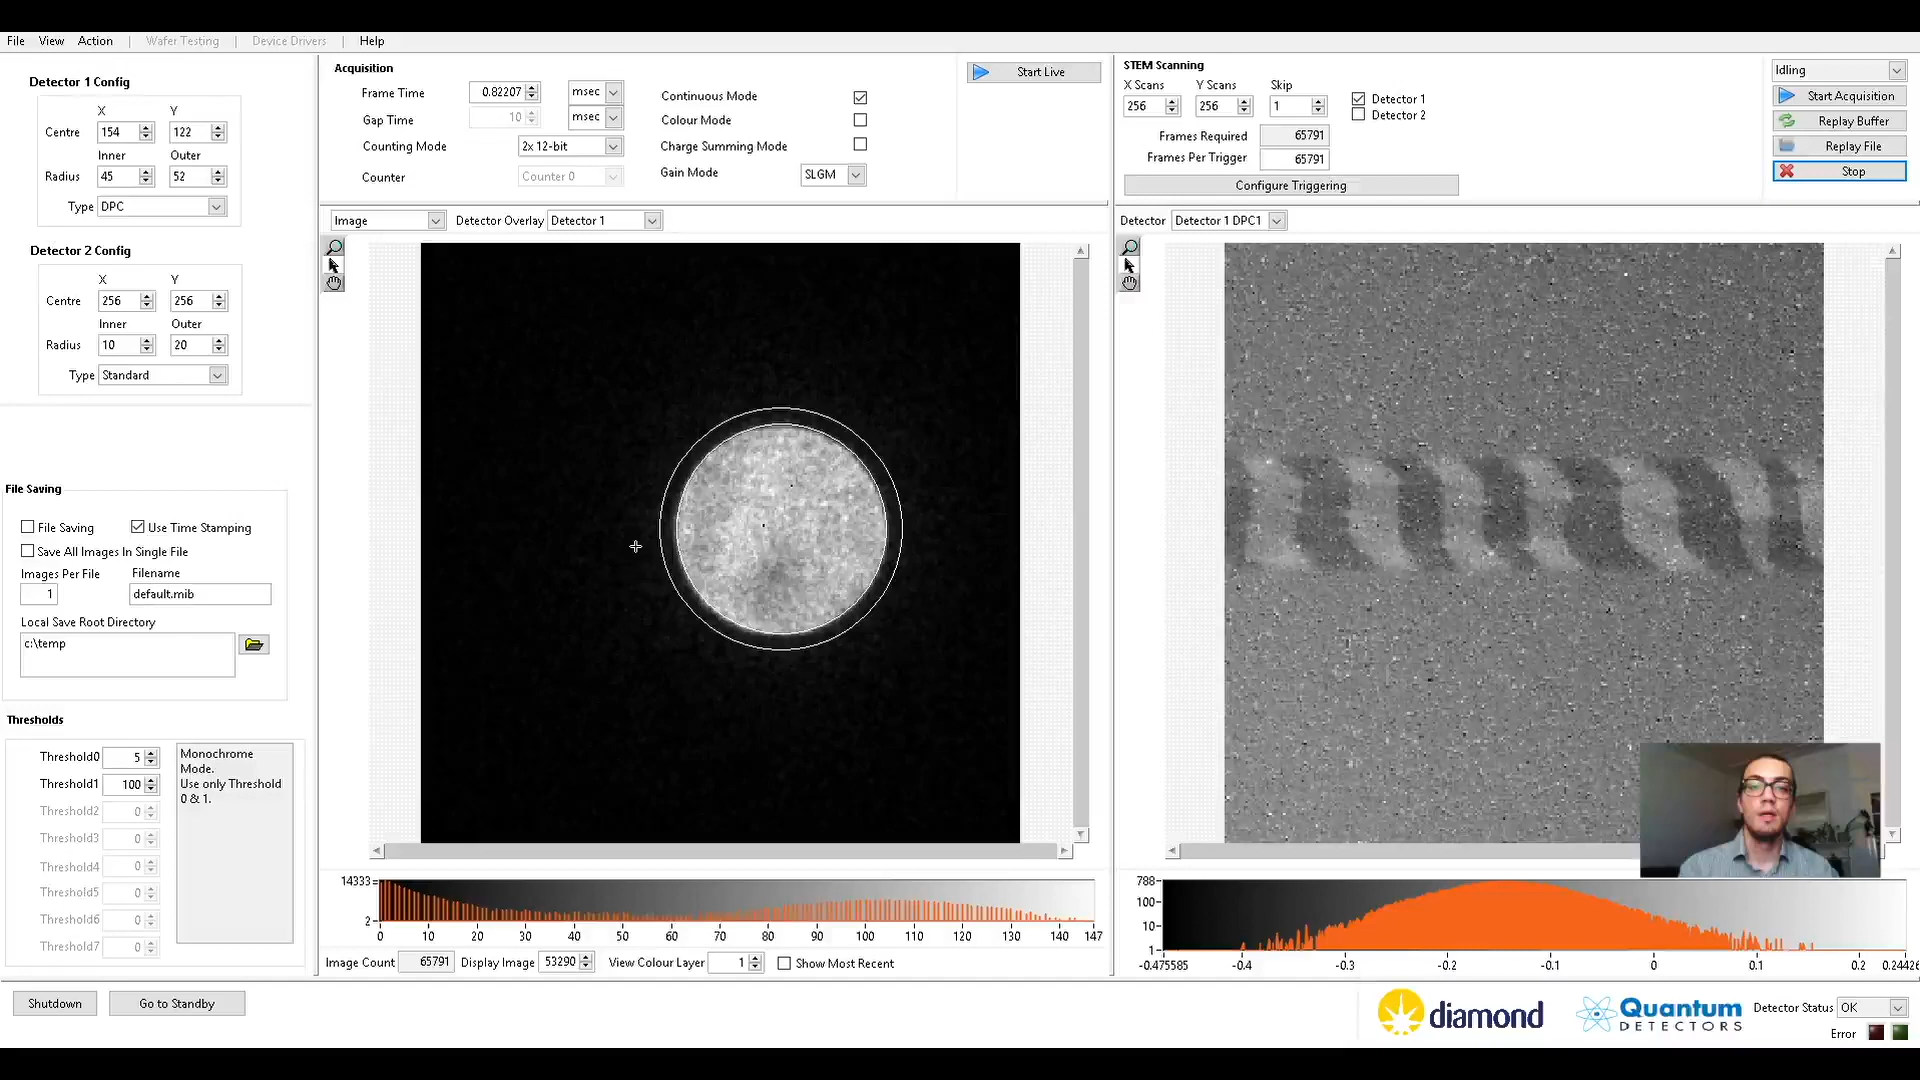 File View Action | Wafer Testing | Device Drivers | Help
Detector 1 Config
X Y
Centre 154 122
Inner Outer
Radius 45 52
Type DPC
Detector 2 Config
X Y
Centre 256 256
Inner Outer
Radius 10 20
Type Standard
File Saving
File Saving Use Time Stamping
Save All Images In Single File
Images Per File Filename
1 default.mib
Local Save Root Directory
c:\temp
Thresholds
Threshold0 5
Threshold1 100
Threshold2 0
Threshold3 0
Threshold4 0
Threshold5 0
Threshold6 0
Threshold7 0
Monochrome
Mode.
Use only Threshold
0 & 1.
Shutdown Go to Standby
Acquisition
Frame Time 0.82207 msec
Gap Time 10 msec
Counting Mode 2x 12-bit
Counter Counter 0
Continuous Mode
Colour Mode
Charge Summing Mode
Gain Mode SLGM
Start Live
Image Detector Overlay Detector 1
14333
2
0 10 20 30 40 50 60 70 80 90 100 110 120 130 140 147
Image Count 65791 Display Image 53290 View Colour Layer 1 Show Most Recent
STEM Scanning
X Scans Y Scans Skip
256 256 1
Detector 1
Detector 2
Frames Required 65791
Frames Per Trigger 65791
Configure Triggering
Idling
Start Acquisition
Replay Buffer
Replay File
Stop
Detector Detector 1 DPC1
788
100
10
1
-0.475585 -0.4 -0.3 -0.2 -0.1 0 0.1 0.2 0.2442
diamond
Quantum
DETECTORS
Detector Status OK
Error